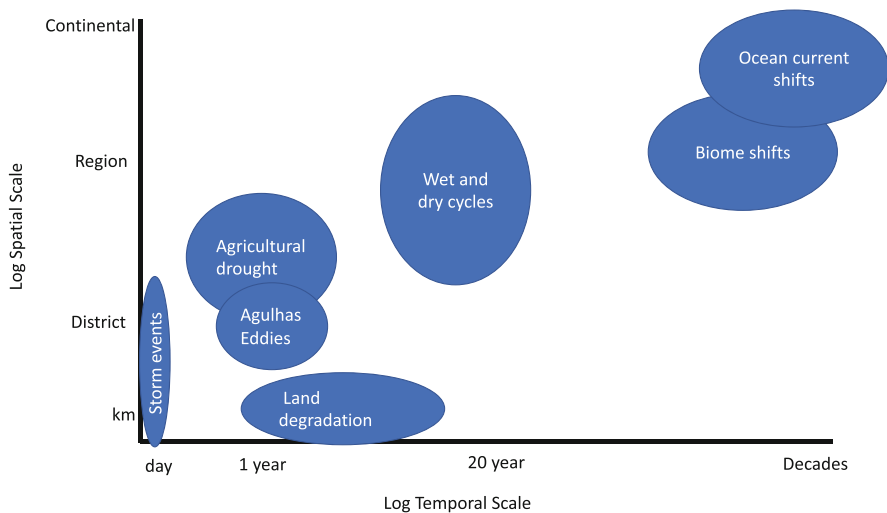 Continental
Region
District
km
Log Spatial Scale
Ocean current
shifts
Biome shifts
Wet and
dry cycles
Agricultural
drought
Agulhas
Eddies
Storm events
Land
degradation
day
1 year
20 year
Decades
Log Temporal Scale